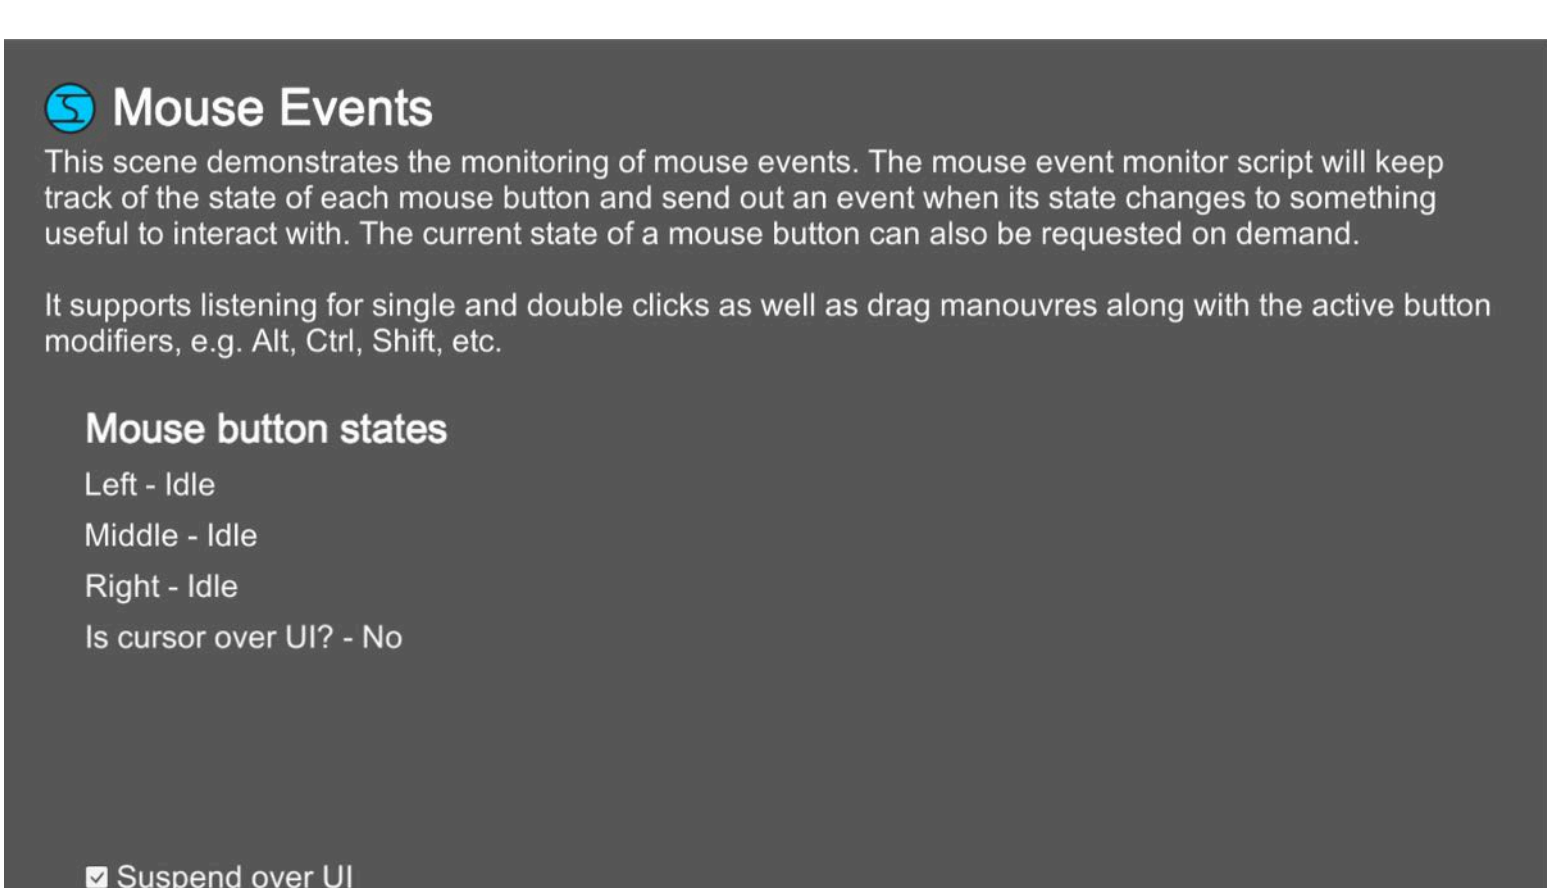 Mouse Events
This scene demonstrates the monitoring of mouse events. The mouse event monitor script will keep
track of the state of each mouse button and send out an event when its state changes to something
useful to interact with. The current state of a mouse button can also be requested on demand.
It supports listening for single and double clicks as well as drag manouvres along with the active button
modifiers, e.g. Alt, Ctrl, Shift, etc.
Mouse button states
Left - Idle
Middle - Idle
Right - Idle
Is cursor over UI? - No
Suspend over UI